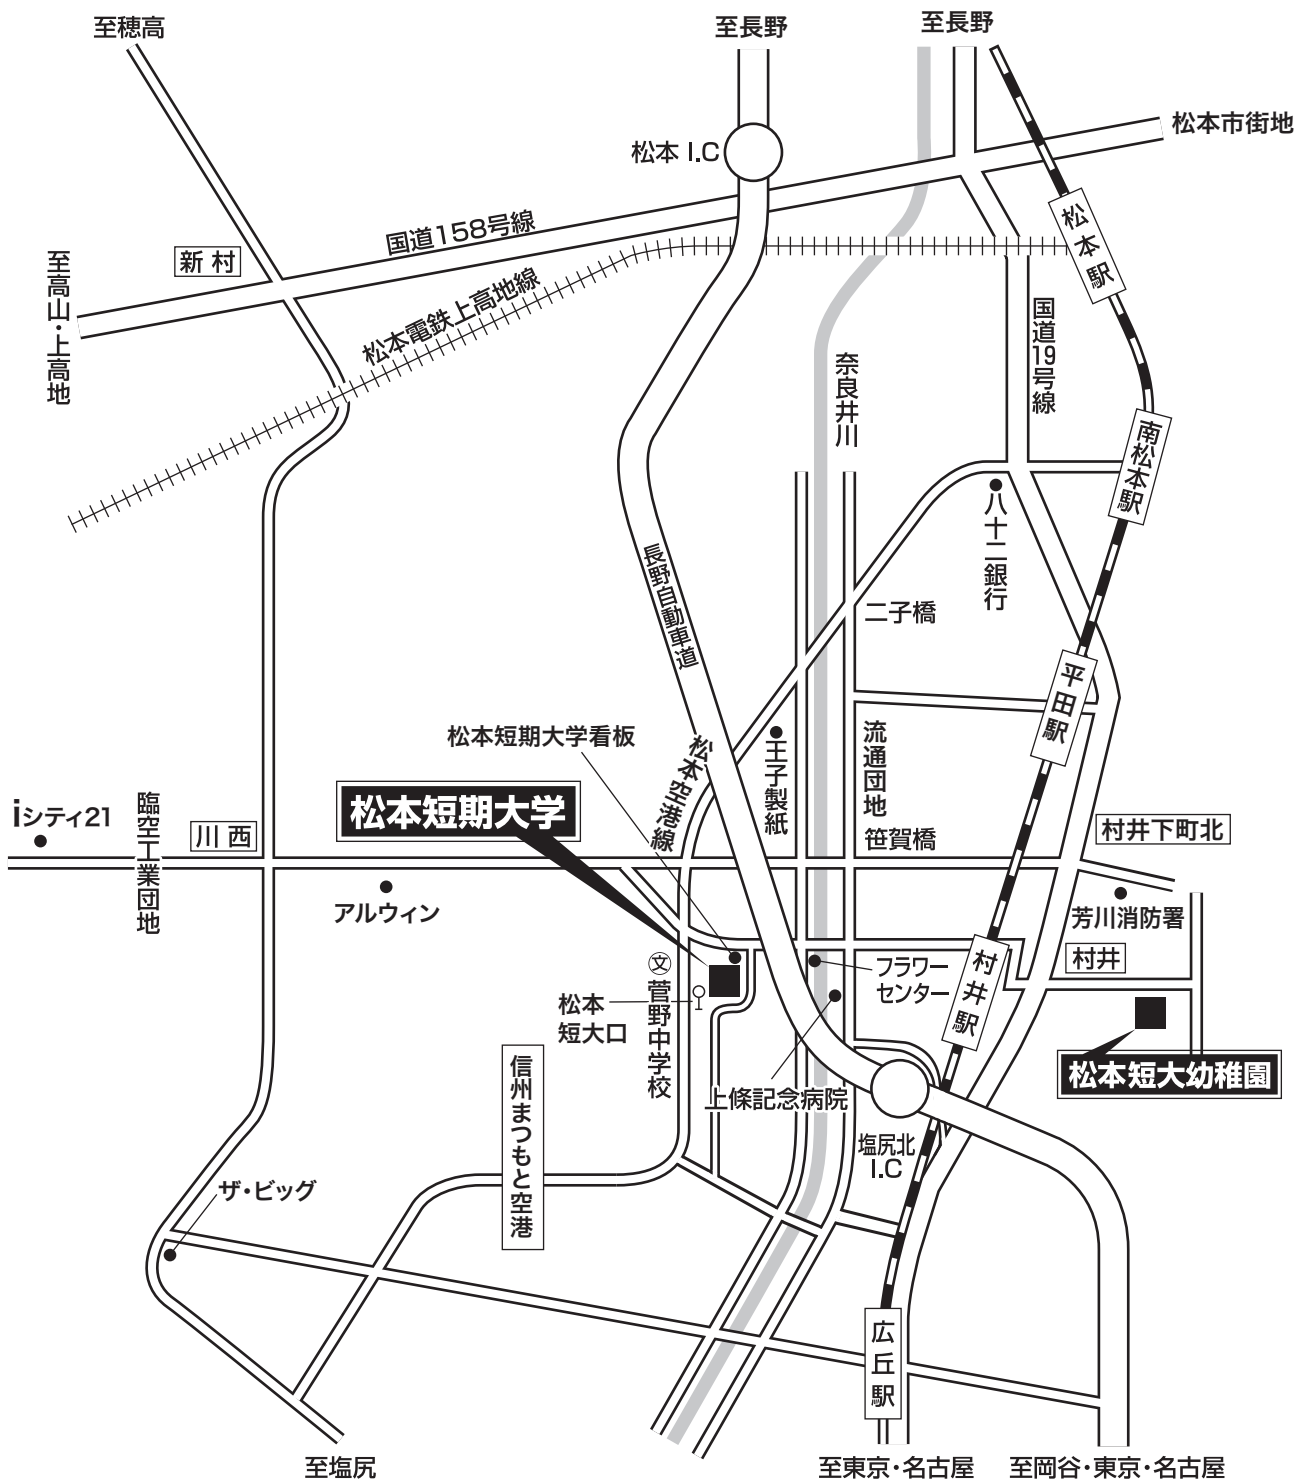 至穂高
至長野
至長野
松本市街地
松本 I.C
国道158号線
新村
至高山・上高地
松本電鉄上高地線
松本駅
国道19号線
奈良井川
南松本駅
八十二銀行
長野自動車道
二子橋
平田駅
松本短期大学看板
松本空港線
王子製紙
流通団地
松本短期大学
iシティ21
臨空工業団地
川西
笹賀橋
村井下町北
アルウィン
芳川消防署
村井
フラワー
センター
村井駅
文
菅野中学校
松本
短大口
信州まつもと空港
上條記念病院
松本短大幼稚園
塩尻北
I.C
ザ・ビッグ
広丘駅
至塩尻
至東京・名古屋
至岡谷・東京・名古屋